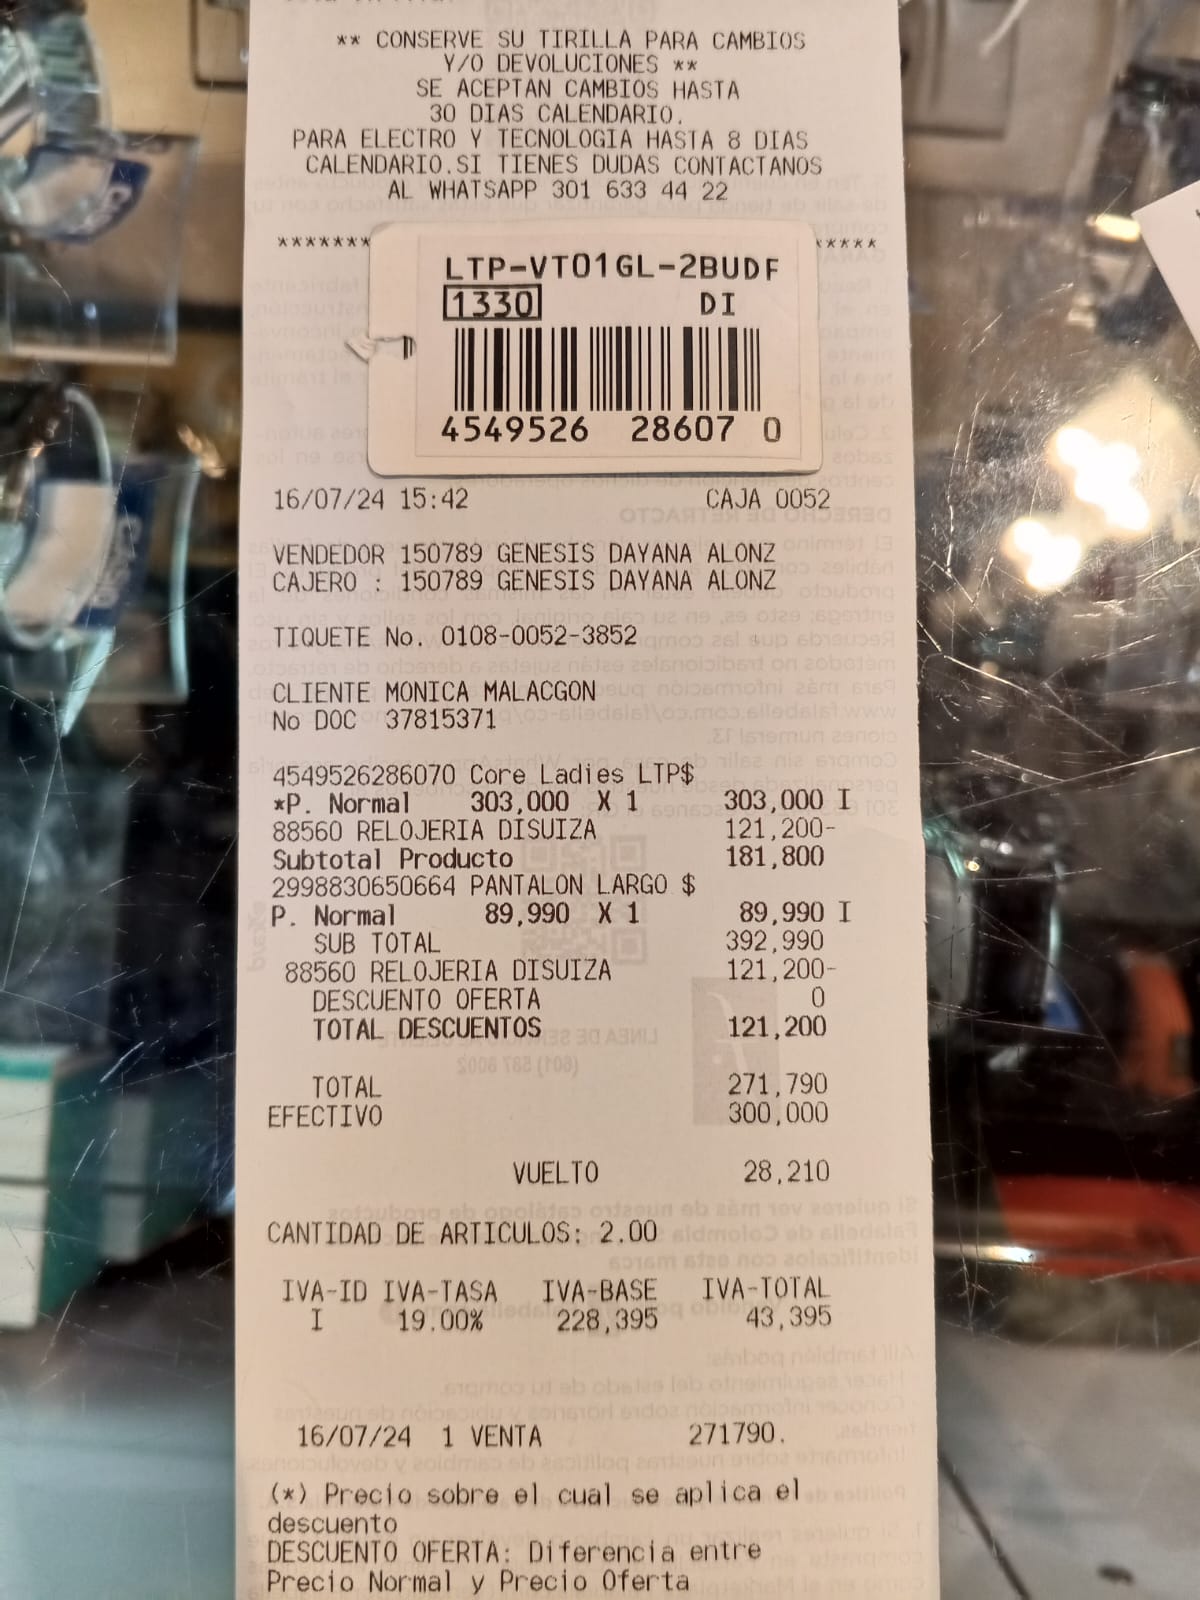 ** CONSERVE SU TIRILLA PARA CAMBIOS
Y/O DEVOLUCIONES **
SE ACEPTAN CAMBIOS HASTA
30 DIAS CALENDARIO.
PARA ELECTRO Y TECNOLOGIA HASTA 8 DIAS
CALENDARIO.SI TIENES DUDAS CONTACTANOS
AL WHATSAPP 301 633 44 22
LTP-VT01GL-2BUDF
1330 DI
4549526 28607 0
16/07/24 15:42 CAJA 0052
VENDEDOR 150789 GENESIS DAYANA ALONZ
CAJERO : 150789 GENESIS DAYANA ALONZ
TIQUETE No. 0108-0052-3852
CLIENTE MONICA MALACGON
No DOC 37815371
4549526286070 Core Ladies LTP$
*P. Normal 303,000 X 1 303,000 I
88560 RELOJERIA DISUIZA 121,200-
Subtotal Producto 181,800
2998830650664 PANTALON LARGO $
P. Normal 89,990 X 1 89,990 I
SUB TOTAL 392,990
88560 RELOJERIA DISUIZA 121,200-
DESCUENTO OFERTA 0
TOTAL DESCUENTOS 121,200
TOTAL 271,790
EFECTIVO 300,000
VUELTO 28,210
CANTIDAD DE ARTICULOS: 2.00
IVA-ID IVA-TASA IVA-BASE IVA-TOTAL
I 19.00% 228,395 43,395
16/07/24 1 VENTA 271790.
(*) Precio sobre el cual se aplica el
descuento
DESCUENTO OFERTA: Diferencia entre
Precio Normal y Precio Oferta